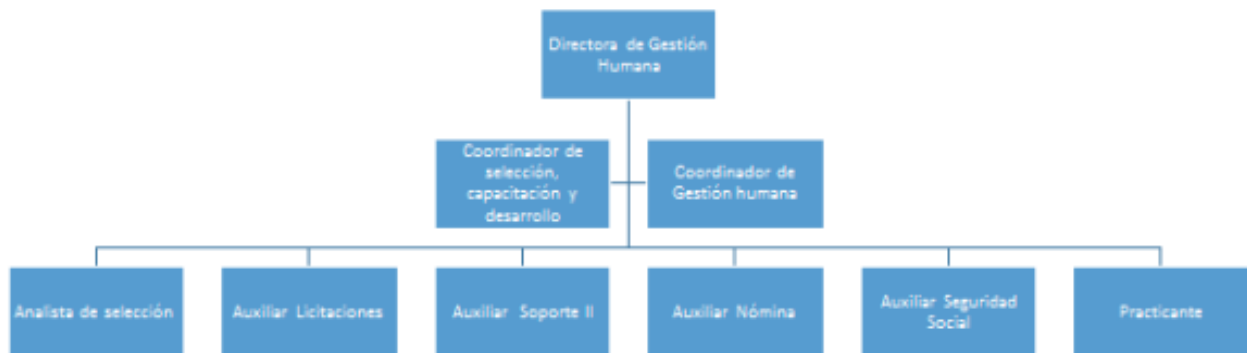 Directora de Gestión
Humana
Coordinador de
selección,
capacitación y
desarrollo
Coordinador de
Gestión humana
Analista de selección
Auxiliar Licitaciones
Auxiliar Soporte II
Auxiliar Nómina
Auxiliar Seguridad
Social
Practicante